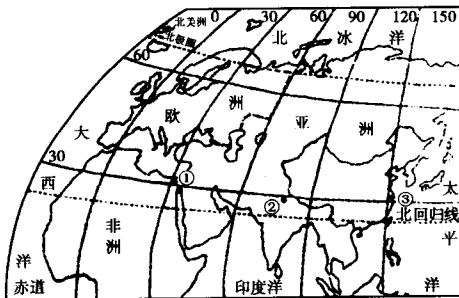 北美洲 0 30 60 90 120 150
北极圈
北 冰 洋
60
欧 洲 亚 洲
大
30
西
① ② ③ 太
北回归线
非洲
平
洋
赤道
印度洋 洋